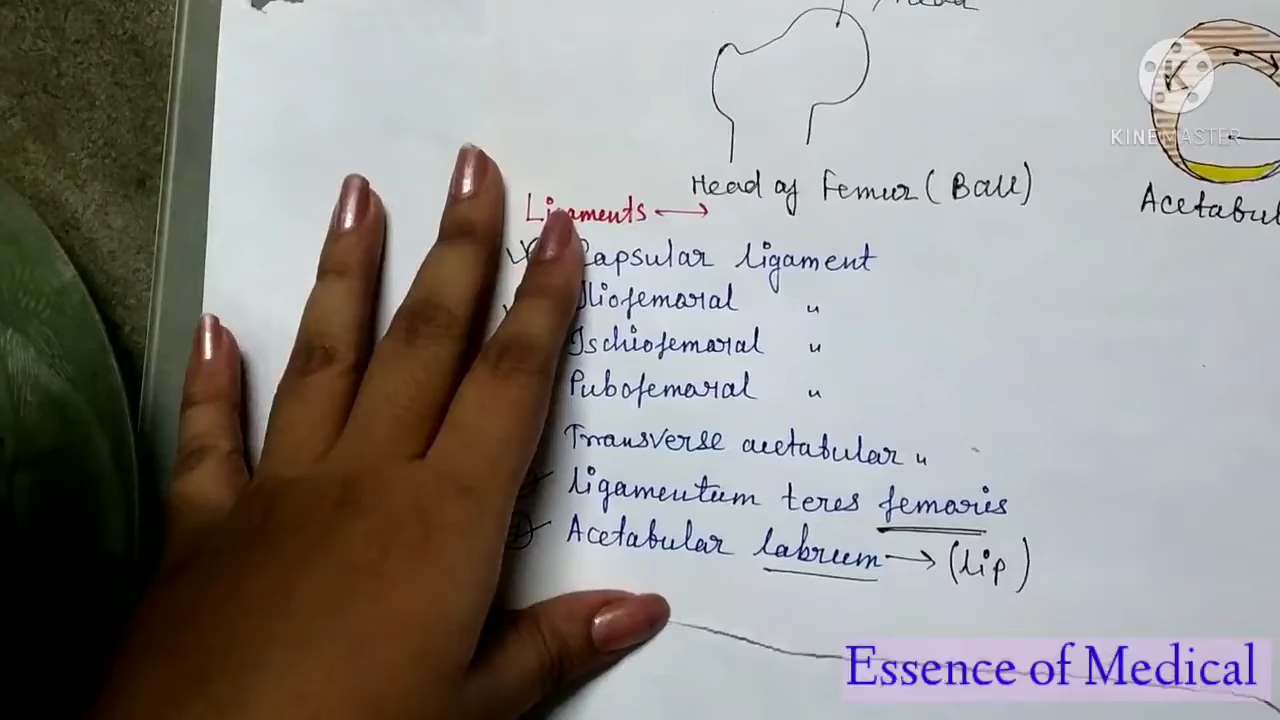 Head
KINEMASTER
Head of Femur (Ball)
Acetabul
Ligaments
Capsular ligament
Iliofemoral "
Ischiofemoral "
Pubofemoral "
Transverse acetabular "
ligamentum teres femoris
Acetabular labrum → (lip)
Essence of Medical